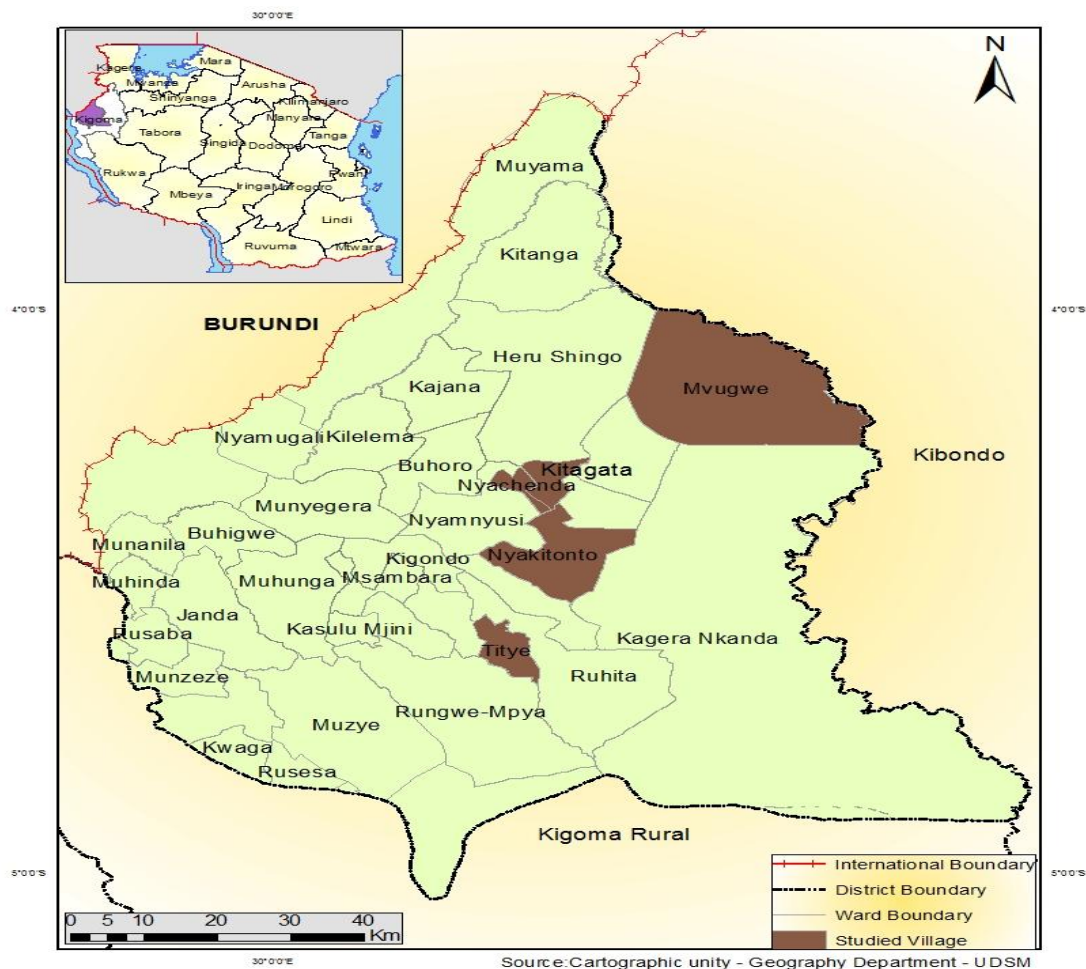 30°0'0"E
N
Kagera
Mara
Mwanza
Arusha
Shinyanga
Kilimanjaro
Kigoma
Manyara
Tabora
Tanga
Singida
Dodoma
Rukwa
Pwani
Iringa
Morogoro
Mbeya
Lindi
Ruvuma
Mtwara
Muyama
Kitanga
4°0'0"S
4°0'0"S
BURUNDI
Heru Shingo
Kajana
Mvugwe
Nyamugali
Kilelema
Kibondo
Buhoro
Kitagata
Nyachenda
Munyegera
Nyamnyusi
Buhigwe
Munanila
Kigondo
Nyakitonto
Muhinda
Muhunga
Msambara
Janda
Kasulu Mjini
Rusaba
Titye
Kagera Nkanda
Munzeze
Ruhita
Rungwe-Mpya
Muzye
Kwaga
Rusesa
Kigoma Rural
International Boundary
5°0'0"S
5°0'0"S
District Boundary
Ward Boundary
Studied Village
0 5 10 20 30 40
Km
30°0'0"E
Source:Cartographic unity - Geography Department - UDSM